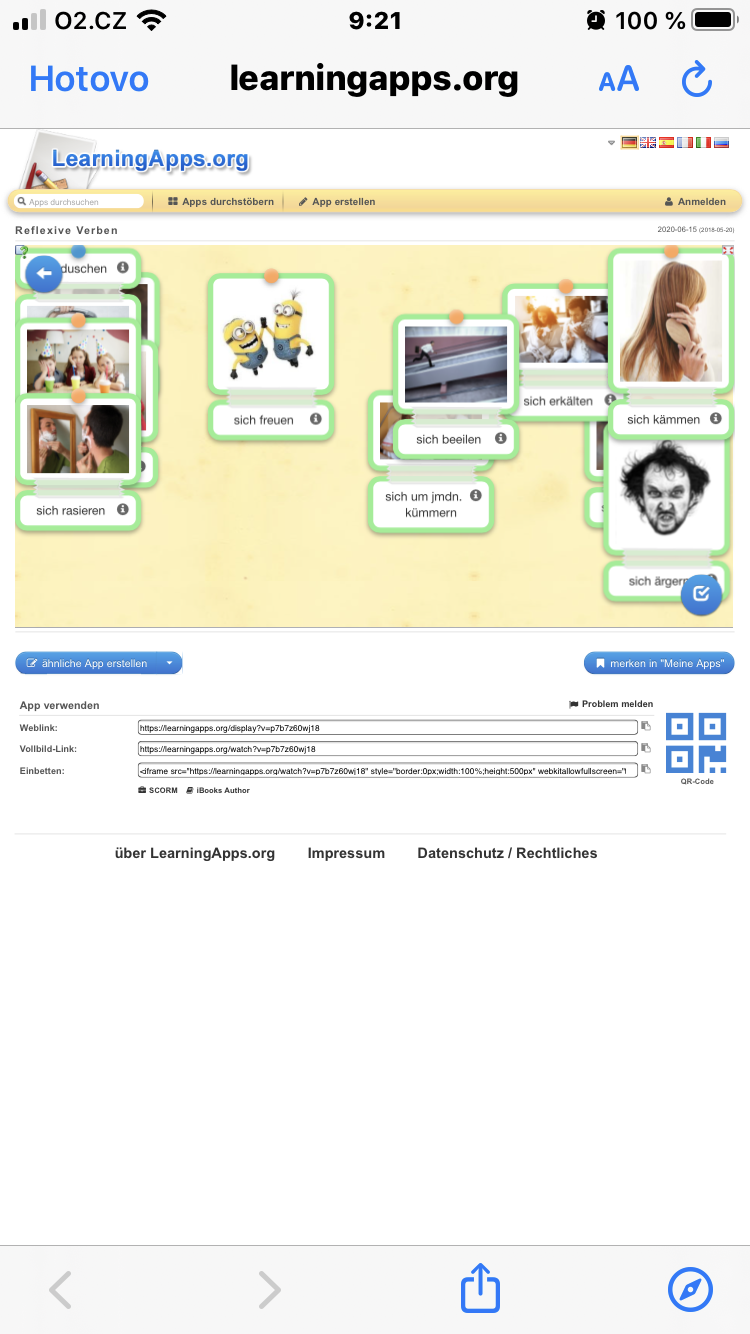 O2.CZ 9:21 100 %
Hotovo learningapps.org AA
LearningApps.org
Apps durchsuchen Apps durchstöbern App erstellen Anmelden
Reflexive Verben 2020-06-15 (2018-05-20)
duschen
sich erkälten
sich freuen
sich kämmen
sich beeilen
sich um jmdn.
kümmern
sich rasieren
sich ärgern
ähnliche App erstellen merken in "Meine Apps"
App verwenden Problem melden
Weblink: https://learningapps.org/display?v=p7b7z60wj18
Vollbild-Link: https://learningapps.org/watch?v=p7b7z60wj18
Einbetten: <iframe src="https://learningapps.org/watch?v=p7b7z60wj18" style="border:0px;width:100%;height:500px" webkitallowfullscreen="t
QR-Code
SCORM iBooks Author
über LearningApps.org Impressum Datenschutz / Rechtliches